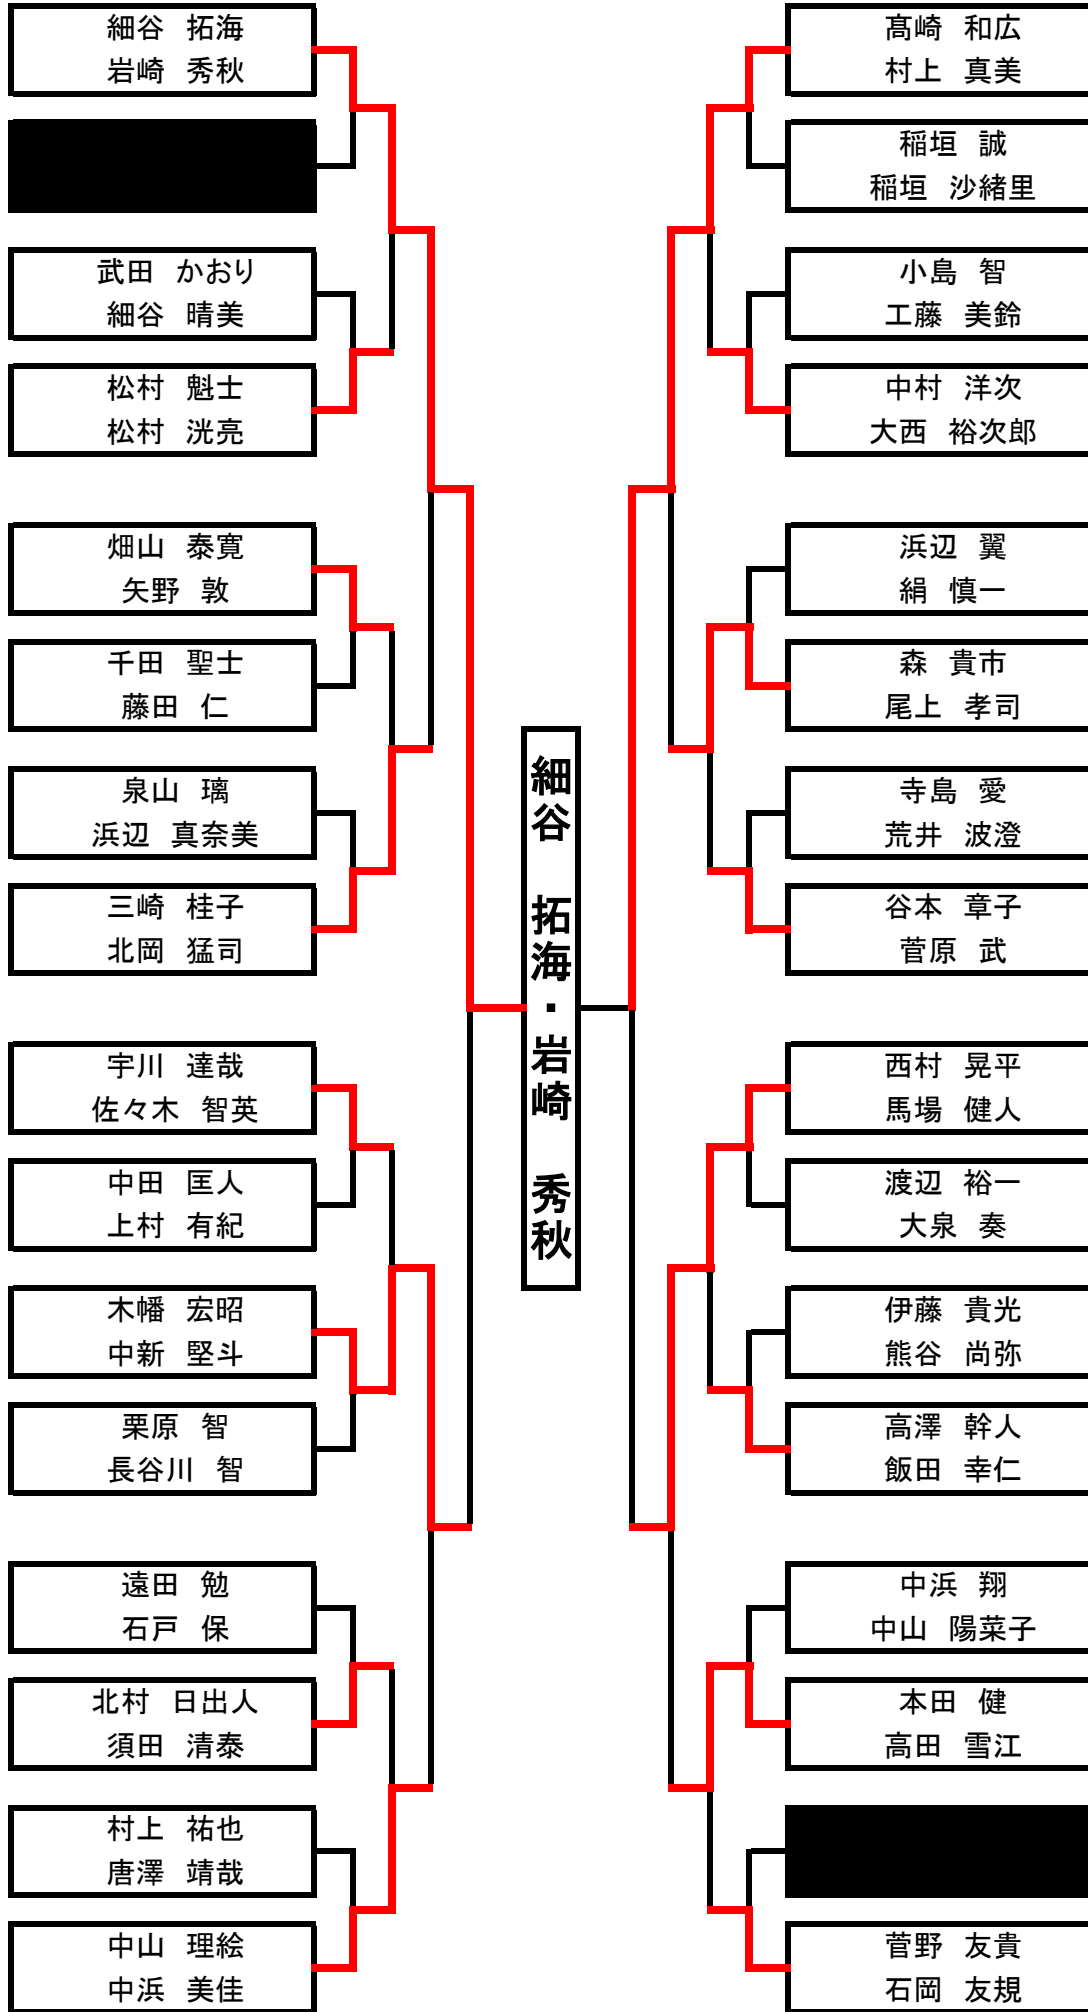 細谷 拓海
岩崎 秀秋
武田 かおり
細谷 晴美
松村 魁士
松村 洸亮
畑山 泰寛
矢野 敦
千田 聖士
藤田 仁
泉山 璃
浜辺 真奈美
三崎 桂子
北岡 猛司
宇川 達哉
佐々木 智英
中田 匡人
上村 有紀
木幡 宏昭
中新 堅斗
栗原 智
長谷川 智
遠田 勉
石戸 保
北村 日出人
須田 清泰
村上 祐也
唐澤 靖哉
中山 理絵
中浜 美佳
細谷 拓海・岩崎 秀秋
髙崎 和広
村上 真美
稲垣 誠
稲垣 沙緒里
小島 智
工藤 美鈴
中村 洋次
大西 裕次郎
浜辺 翼
絹 慎一
森 貴市
尾上 孝司
寺島 愛
荒井 波澄
谷本 章子
菅原 武
西村 晃平
馬場 健人
渡辺 裕一
大泉 奏
伊藤 貴光
熊谷 尚弥
高澤 幹人
飯田 幸仁
中浜 翔
中山 陽菜子
本田 健
高田 雪江
菅野 友貴
石岡 友規